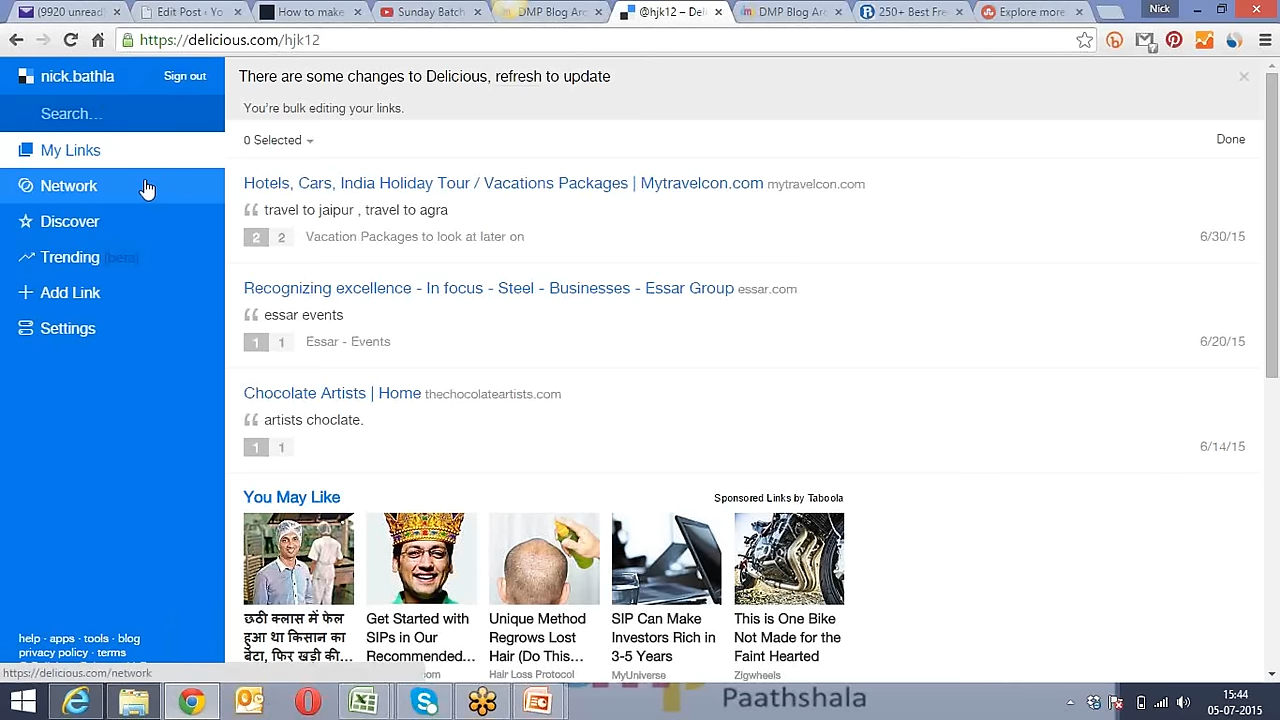 (9920 unread)
Edit Post ‹ Yo
How to make
Sunday Batch
DMP Blog Arc
@hjk12 – Deli
DMP Blog Arc
250+ Best Fre
Explore more
Nick
https://delicious.com/hjk12
nick.bathla
Sign out
Search...
My Links
Network
Discover
Trending (beta)
Add Link
Settings
help · apps · tools · blog
privacy policy · terms
https://delicious.com/network
There are some changes to Delicious, refresh to update
You're bulk editing your links.
0 Selected
Done
Hotels, Cars, India Holiday Tour / Vacations Packages | Mytravelcon.com mytravelcon.com
travel to jaipur , travel to agra
2 2 Vacation Packages to look at later on 6/30/15
Recognizing excellence - In focus - Steel - Businesses - Essar Group essar.com
essar events
1 1 Essar - Events 6/20/15
Chocolate Artists | Home thechocolateartists.com
artists choclate.
1 1 6/14/15
You May Like
Sponsored Links by Taboola
छठी क्लास में फेल
हुआ था किसान का
बेटा, फिर खड़ी की...
Get Started with
SIPs in Our
Recommended...
Unique Method
Regrows Lost
Hair (Do This...
Hair Loss Protocol
SIP Can Make
Investors Rich in
3-5 Years
MyUniverse
This is One Bike
Not Made for the
Faint Hearted
Zigwheels
Paathshala
15:44
05-07-2015